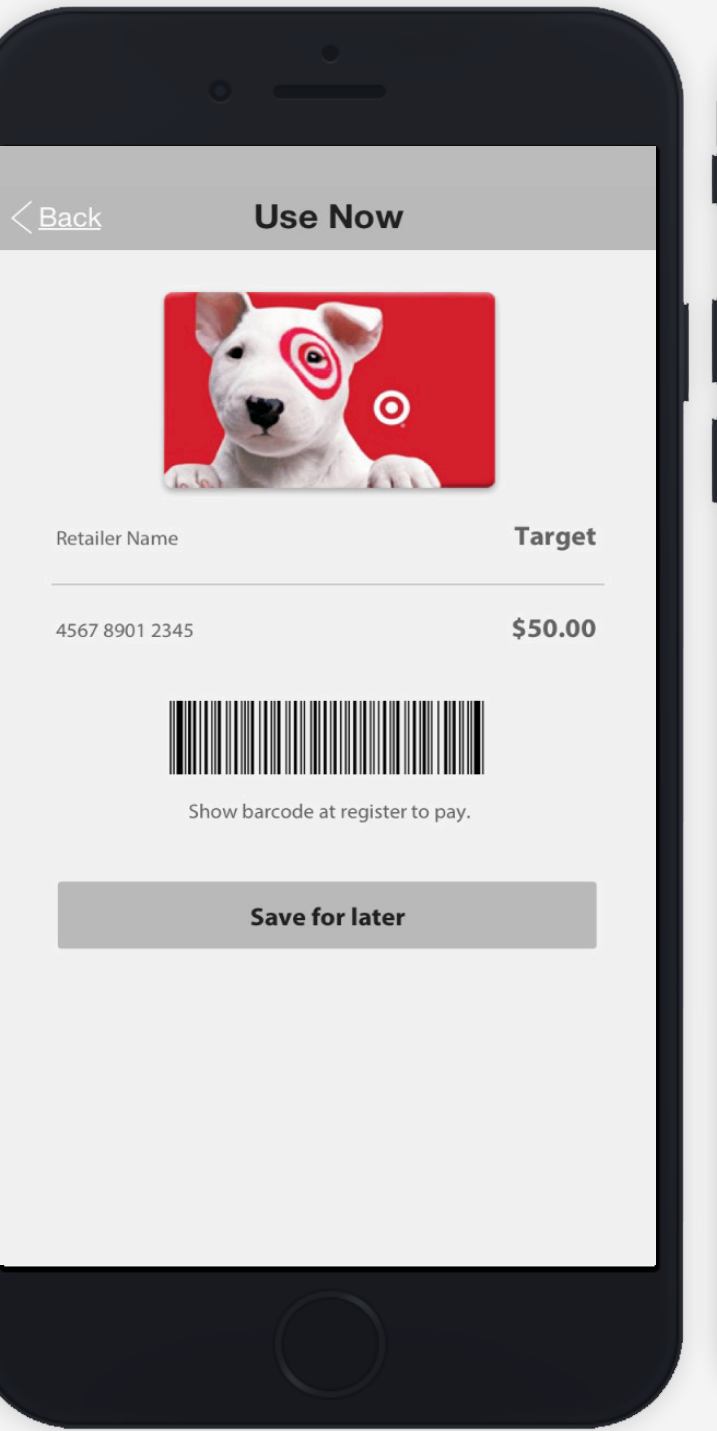 Back
Use Now
Retailer Name
Target
4567 8901 2345
$50.00
Show barcode at register to pay.
Save for later